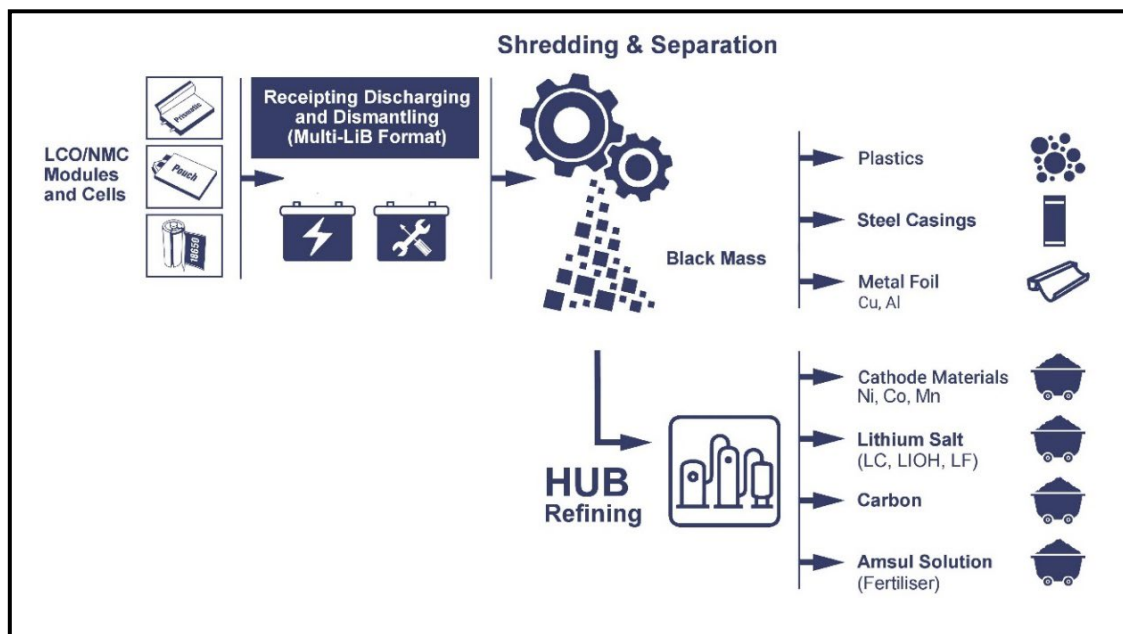 Shredding & Separation
LCO/NMC
Modules
and Cells
Prismatic
Pouch
18650
Receipting Discharging
and Dismantling
(Multi-LiB Format)
Black Mass
Plastics
Steel Casings
Metal Foil
Cu, Al
HUB
Refining
Cathode Materials
Ni, Co, Mn
Lithium Salt
(LC, LIOH, LF)
Carbon
Amsul Solution
(Fertiliser)